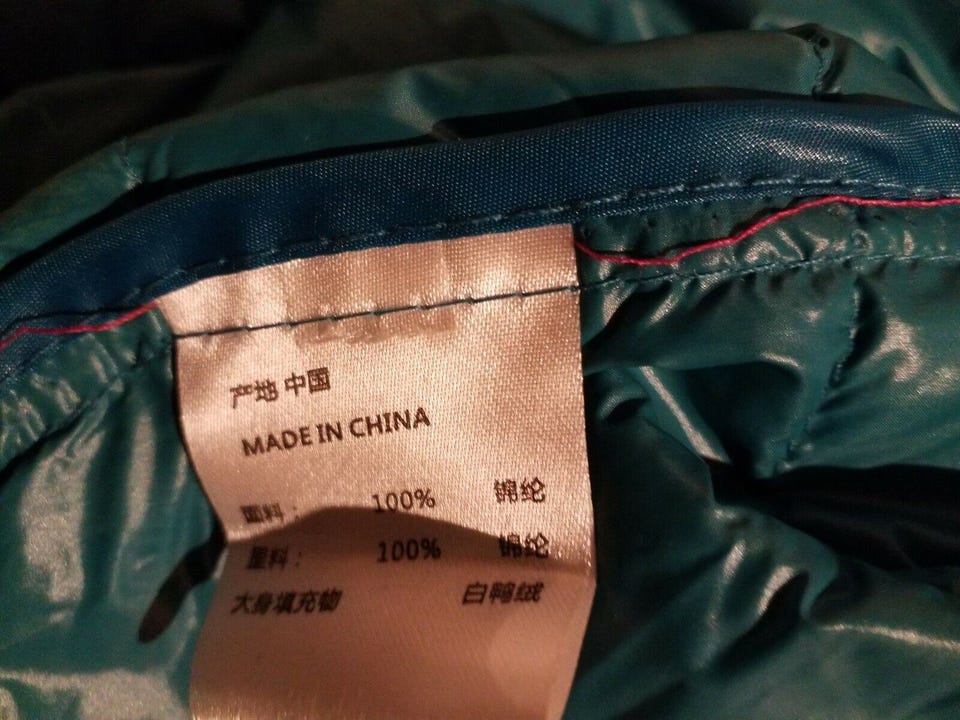 产地 中国
MADE IN CHINA
面料： 100% 锦纶
里料： 100% 锦纶
大身填充物 白鸭绒